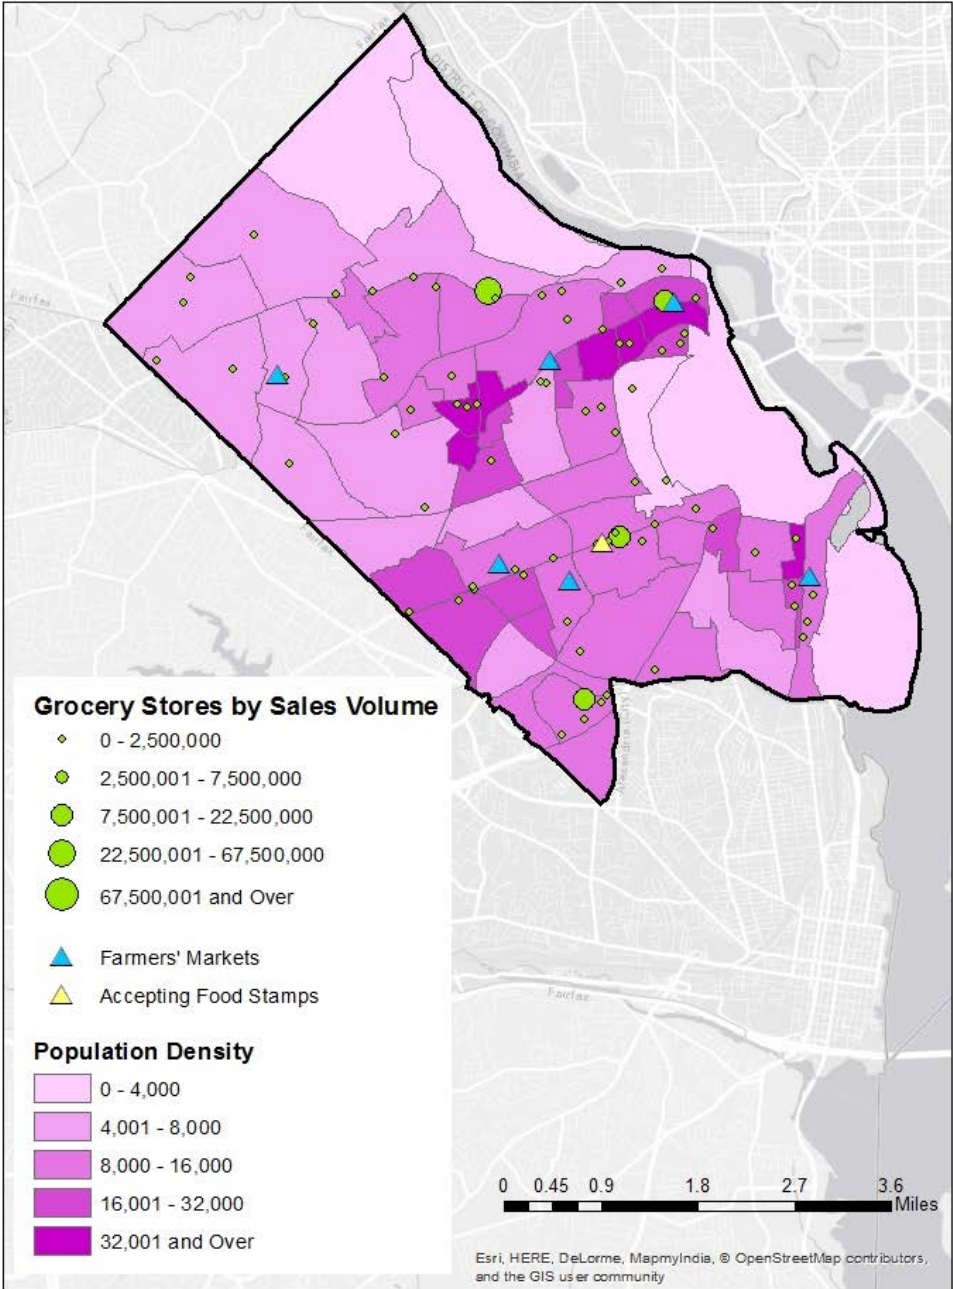 Fairfax
DISTRICT OF COLUMBIA
Fairfax
Fairfax
Grocery Stores by Sales Volume
0 - 2,500,000
2,500,001 - 7,500,000
7,500,001 - 22,500,000
22,500,001 - 67,500,000
67,500,001 and Over
Farmers' Markets
Accepting Food Stamps
Population Density
0 - 4,000
4,001 - 8,000
8,000 - 16,000
16,001 - 32,000
32,001 and Over
Fairfax
0 0.45 0.9 1.8 2.7 3.6
Miles
Esri, HERE, DeLorme, MapmyIndia, © OpenStreetMap contributors,
and the GIS user community